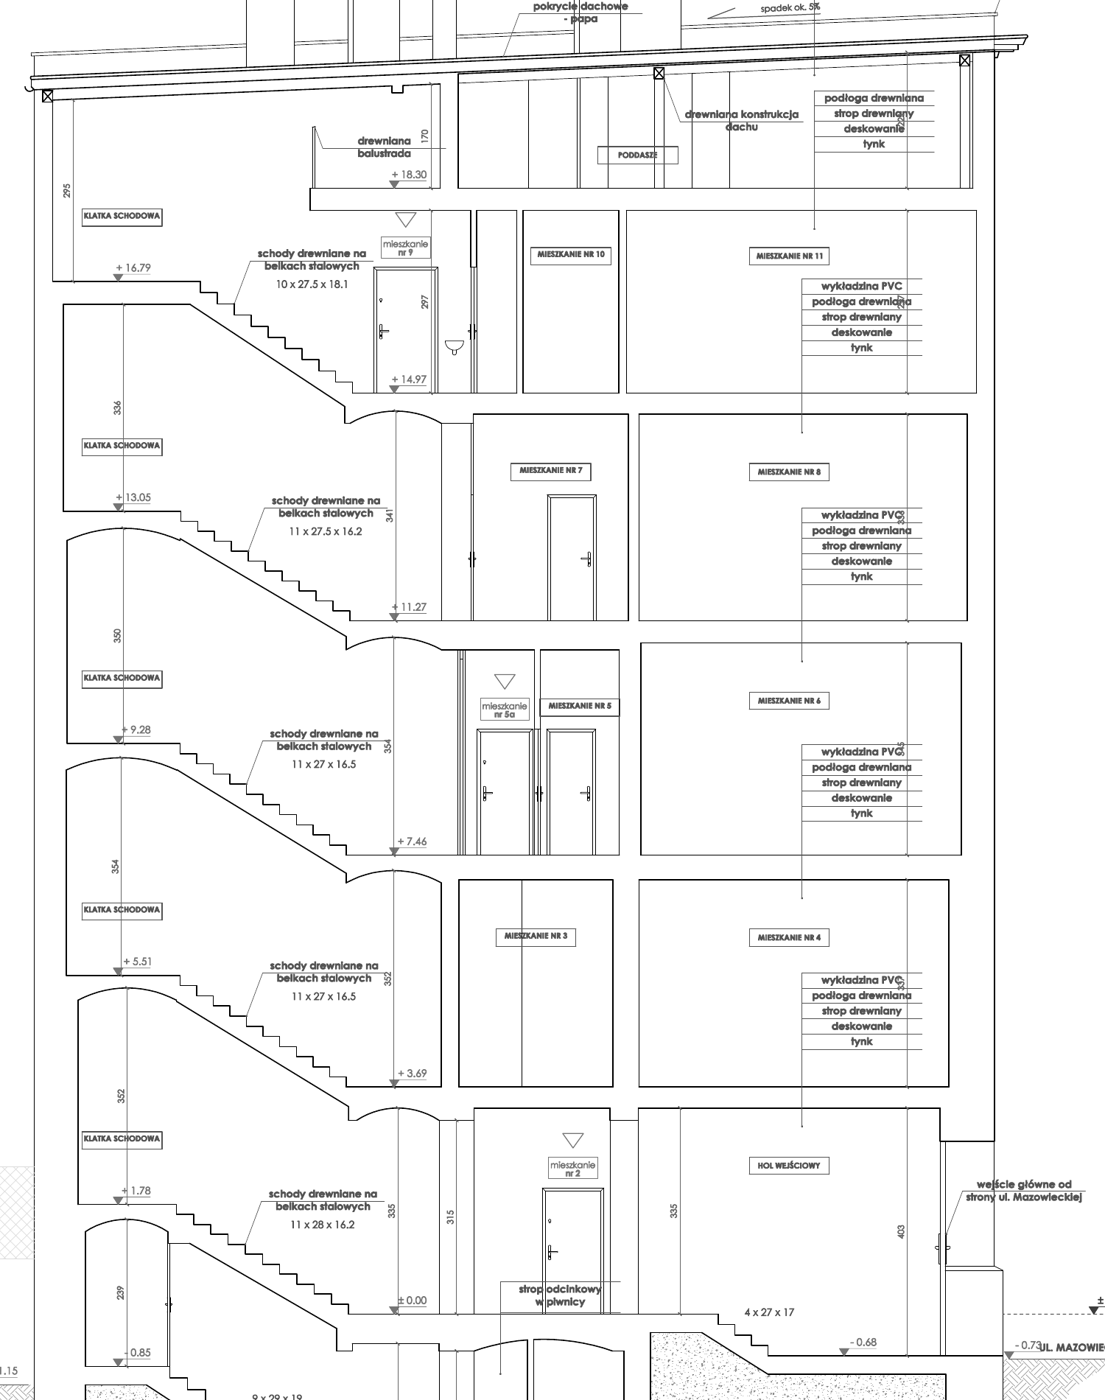 pokrycie dachowe
- papa
spadek ok. 5%
podłoga drewniana
strop drewniany
deskowanie
tynk
drewniana konstrukcja
dachu
drewniana
balustrada
170
PODDASZE
+ 18.30
295
KLATKA SCHODOWA
mieszkanie
nr 9
MIESZKANIE NR 10
MIESZKANIE NR 11
schody drewniane na
belkach stalowych
10 x 27.5 x 18.1
+ 16.79
297
wykładzina PVC
podłoga drewniana
strop drewniany
deskowanie
tynk
+ 14.97
336
KLATKA SCHODOWA
MIESZKANIE NR 7
MIESZKANIE NR 8
+ 13.05
schody drewniane na
belkach stalowych
11 x 27.5 x 16.2
341
wykładzina PVC
podłoga drewniana
strop drewniany
deskowanie
tynk
+ 11.27
350
KLATKA SCHODOWA
mieszkanie
nr 5a
MIESZKANIE NR 5
MIESZKANIE NR 6
+ 9.28
schody drewniane na
belkach stalowych
11 x 27 x 16.5
354
wykładzina PVC
podłoga drewniana
strop drewniany
deskowanie
tynk
+ 7.46
354
KLATKA SCHODOWA
MIESZKANIE NR 3
MIESZKANIE NR 4
+ 5.51
schody drewniane na
belkach stalowych
11 x 27 x 16.5
352
wykładzina PVC
podłoga drewniana
strop drewniany
deskowanie
tynk
+ 3.69
352
KLATKA SCHODOWA
mieszkanie
nr 2
HOL WEJŚCIOWY
+ 1.78
schody drewniane na
belkach stalowych
11 x 28 x 16.2
335
315
335
403
wejście główne od
strony ul. Mazowieckiej
239
strop odcinkowy
w piwnicy
± 0.00
4 x 27 x 17
±
- 0.85
- 0.68
- 0.73
UL. MAZOWIEC
1.15
9 x 29 x 19